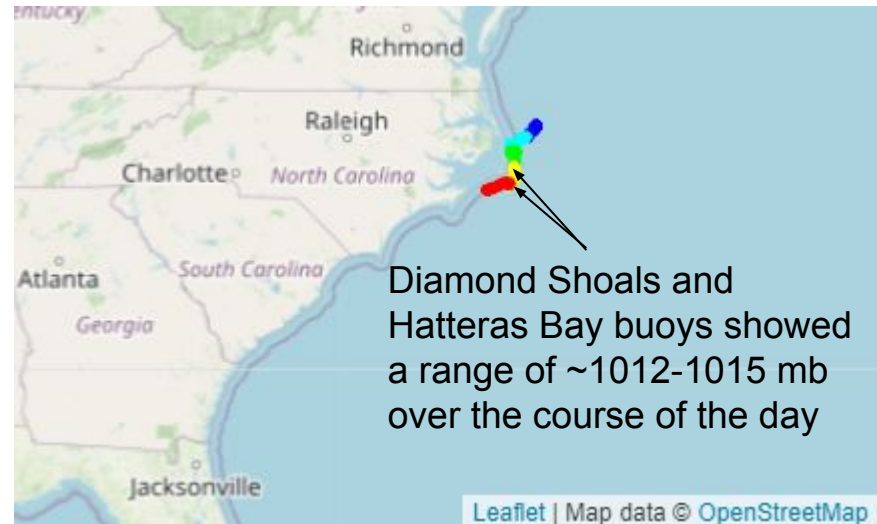 entucky
Richmond
Raleigh
Charlotte
North Carolina
South Carolina
Atlanta
Georgia
Diamond Shoals and
Hatteras Bay buoys showed
a range of ~1012-1015 mb
over the course of the day
Jacksonville
Leaflet | Map data © OpenStreetMap